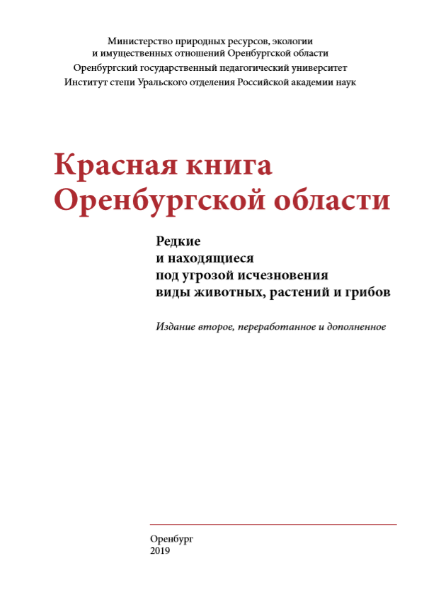 Министерство природных ресурсов, экологии
и имущественных отношений Оренбургской области
Оренбургский государственный педагогический университет
Институт степи Уральского отделения Российской академии наук
Красная книга
Оренбургской области
Редкие
и находящиеся
под угрозой исчезновения
виды животных, растений и грибов
Издание второе, переработанное и дополненное
Оренбург
2019